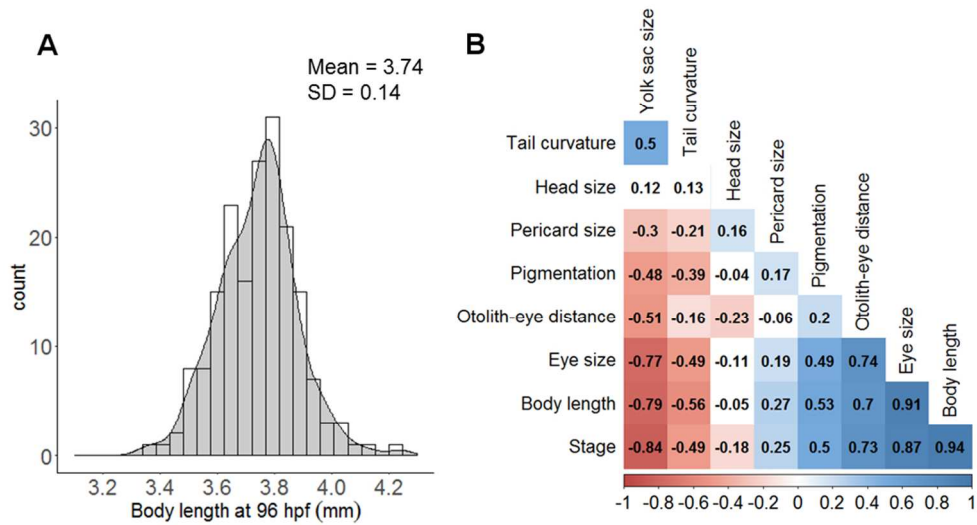 A
Mean = 3.74
SD = 0.14
count
30
20
10
0
3.2 3.4 3.6 3.8 4.0 4.2
Body length at 96 hpf (mm)
B
Yolk sac size
Tail curvature
Head size
Pericard size
Pigmentation
Otolith-eye distance
Eye size
Body length
Tail curvature 0.5
Head size 0.12 0.13
Pericard size -0.3 -0.21 0.16
Pigmentation -0.48 -0.39 -0.04 0.17
Otolith-eye distance -0.51 -0.16 -0.23 -0.06 0.2
Eye size -0.77 -0.49 -0.11 0.19 0.49 0.74
Body length -0.79 -0.56 -0.05 0.27 0.53 0.7 0.91
Stage -0.84 -0.49 -0.18 0.25 0.5 0.73 0.87 0.94
-1 -0.8 -0.6 -0.4 -0.2 0 0.2 0.4 0.6 0.8 1